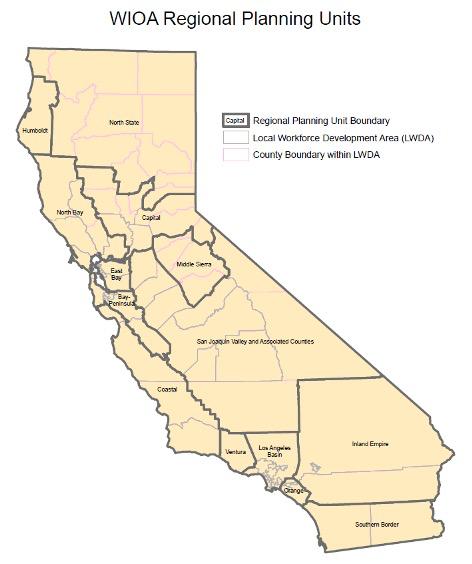 WIOA Regional Planning Units
Capital
Regional Planning Unit Boundary
Local Workforce Development Area (LWDA)
County Boundary within LWDA
North State
Humboldt
North Bay
Capital
Middle Sierra
East
Bay
Bay-
Peninsula
San Joaquin Valley and Associated Counties
Coastal
Inland Empire
Ventura
Los Angeles
Basin
Orange
Southern Border